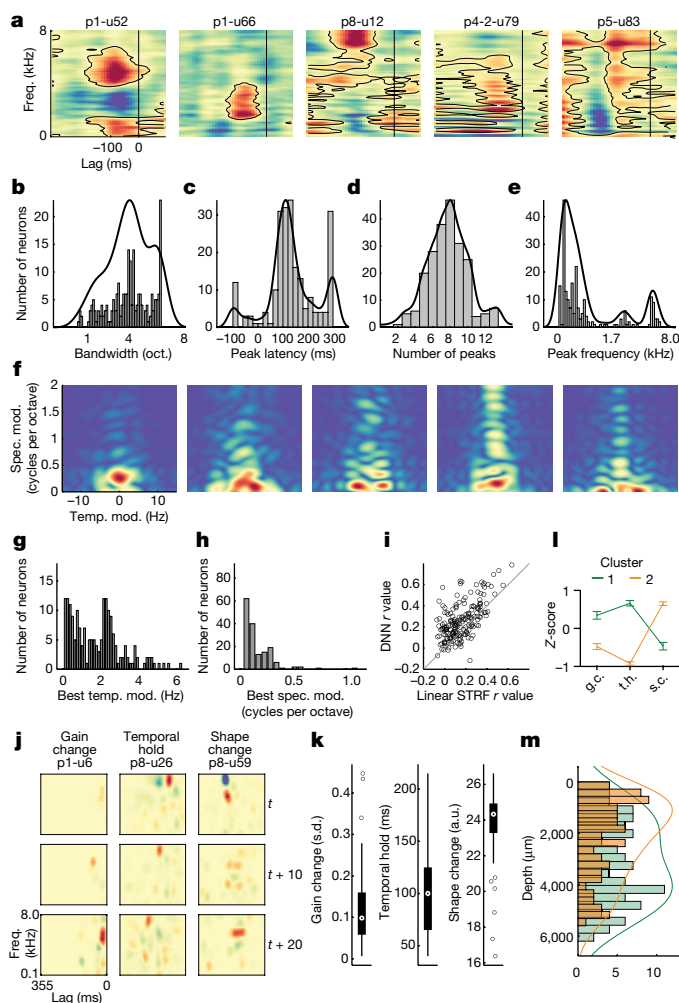 a
p1-u52 p1-u66 p8-u12 p4-2-u79 p5-u83
8
Freq. (kHz)
0
−100 0
Lag (ms)
b c d e
Number of neurons
20 15 10 5 0
1 4 8
Bandwidth (oct.)
30 20 10 0
−100 0 100 200 300
Peak latency (ms)
40 30 20 10 0
2 4 6 8 10 12
Number of peaks
40 30 20 10 0
0 1.7 8.0
Peak frequency (kHz)
f
Spec. mod.
(cycles per octave)
2 1.5 1 0.5 0
−10 0 10
Temp. mod. (Hz)
g h i l
Number of neurons
15 10 5 0
0 2 4 6
Best temp. mod. (Hz)
Number of neurons
80 60 40 20 0
0 0.5 1.0
Best spec. mod.
(cycles per octave)
DNN r value
0.6 0.4 0.2 0 −0.2
−0.2 0 0.2 0.4 0.6
Linear STRF r value
Cluster
1 2
Z-score
1 0 −1
g.c. t.h. s.c.
j k m
Gain change p1-u6
Temporal hold p8-u26
Shape change p8-u59
t
t + 10
t + 20
8.0
Freq. (kHz)
0.1
355 0
Lag (ms)
Gain change (s.d.)
0.4 0.3 0.2 0.1 0
Temporal hold (ms)
200 150 100 50
Shape change (a.u.)
26 24 22 20 18 16
Depth (μm)
0 2,000 4,000 6,000
0 5 10